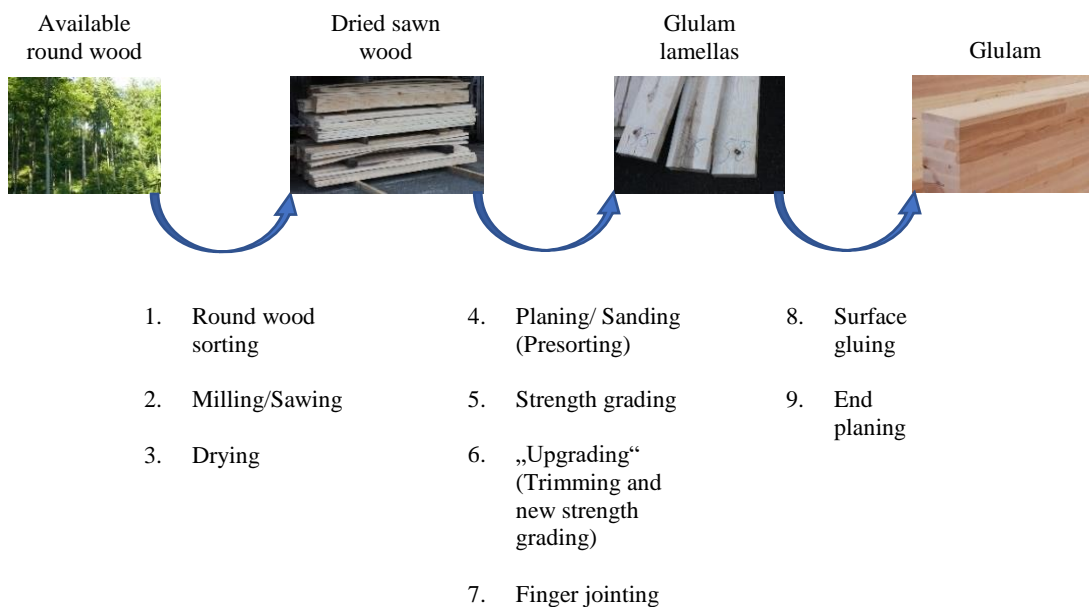 Available
round wood
Dried sawn
wood
Glulam
lamellas
Glulam
1. Round wood
sorting
2. Milling/Sawing
3. Drying
4. Planing/ Sanding
(Presorting)
5. Strength grading
6. „Upgrading“
(Trimming and
new strength
grading)
7. Finger jointing
8. Surface
gluing
9. End
planing